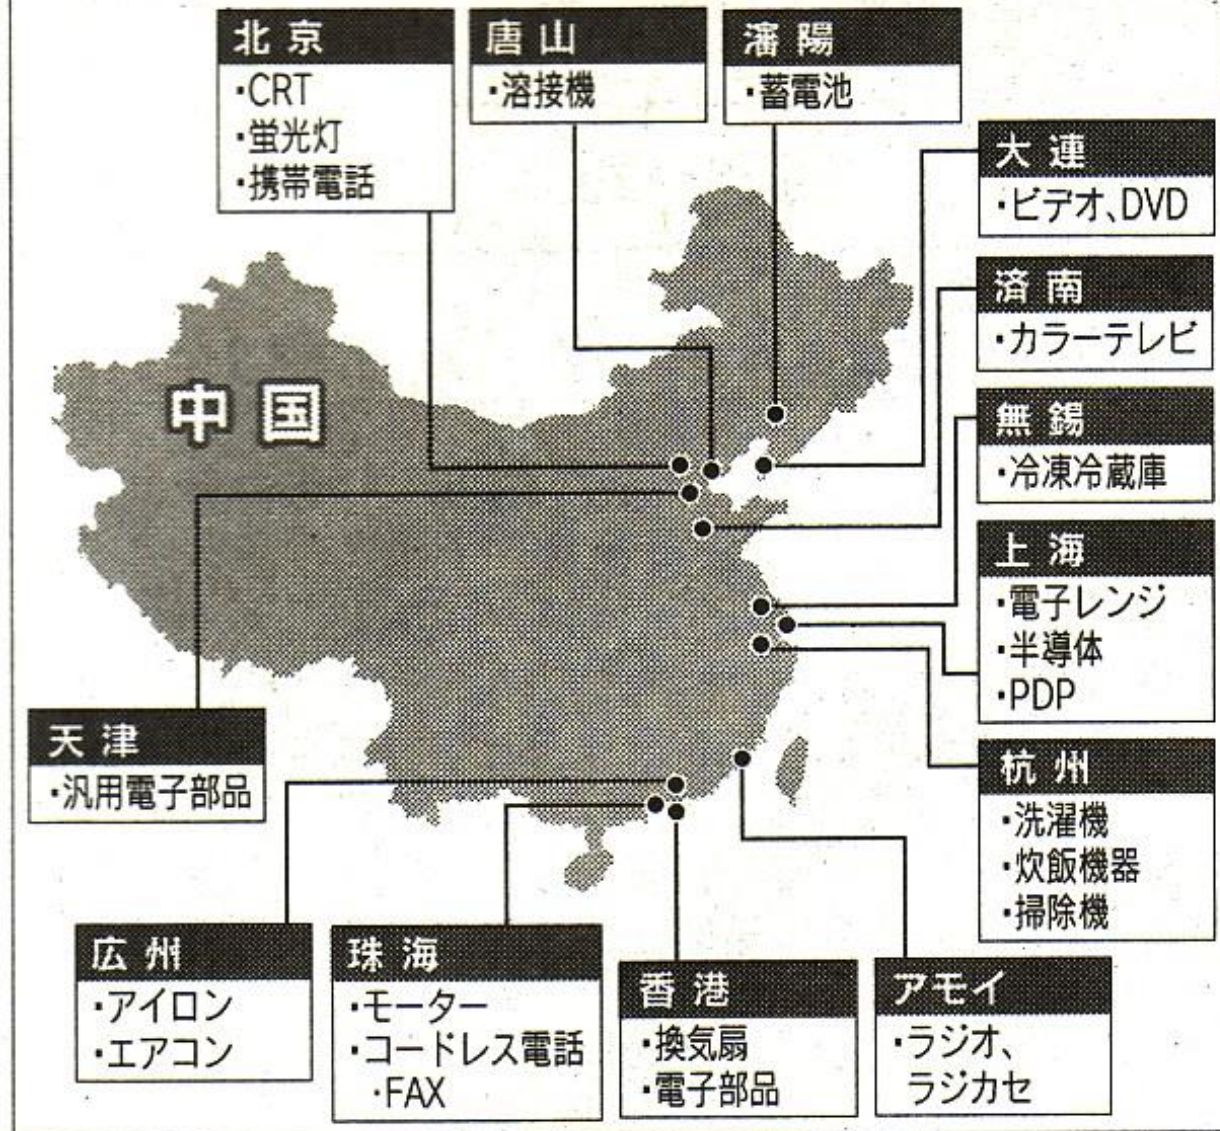 北京
・CRT
・蛍光灯
・携帯電話
唐山
・溶接機
瀋陽
・蓄電池
大連
・ビデオ、DVD
済南
・カラーテレビ
無錫
・冷凍冷蔵庫
上海
・電子レンジ
・半導体
・PDP
杭州
・洗濯機
・炊飯機器
・掃除機
中国
天津
・汎用電子部品
広州
・アイロン
・エアコン
珠海
・モーター
・コードレス電話
・FAX
香港
・換気扇
・電子部品
アモイ
・ラジオ、
ラジカセ